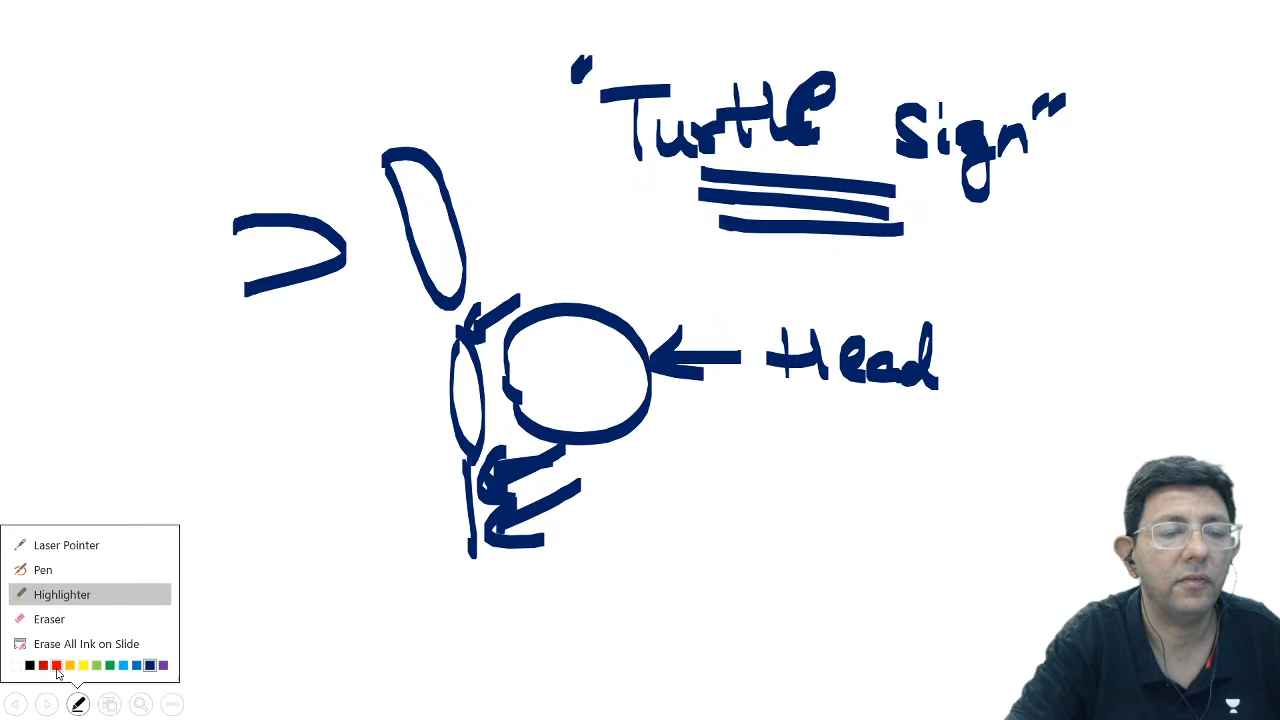 "Turtle sign"
Head
Laser Pointer
Pen
Highlighter
Eraser
Erase All Ink on Slide